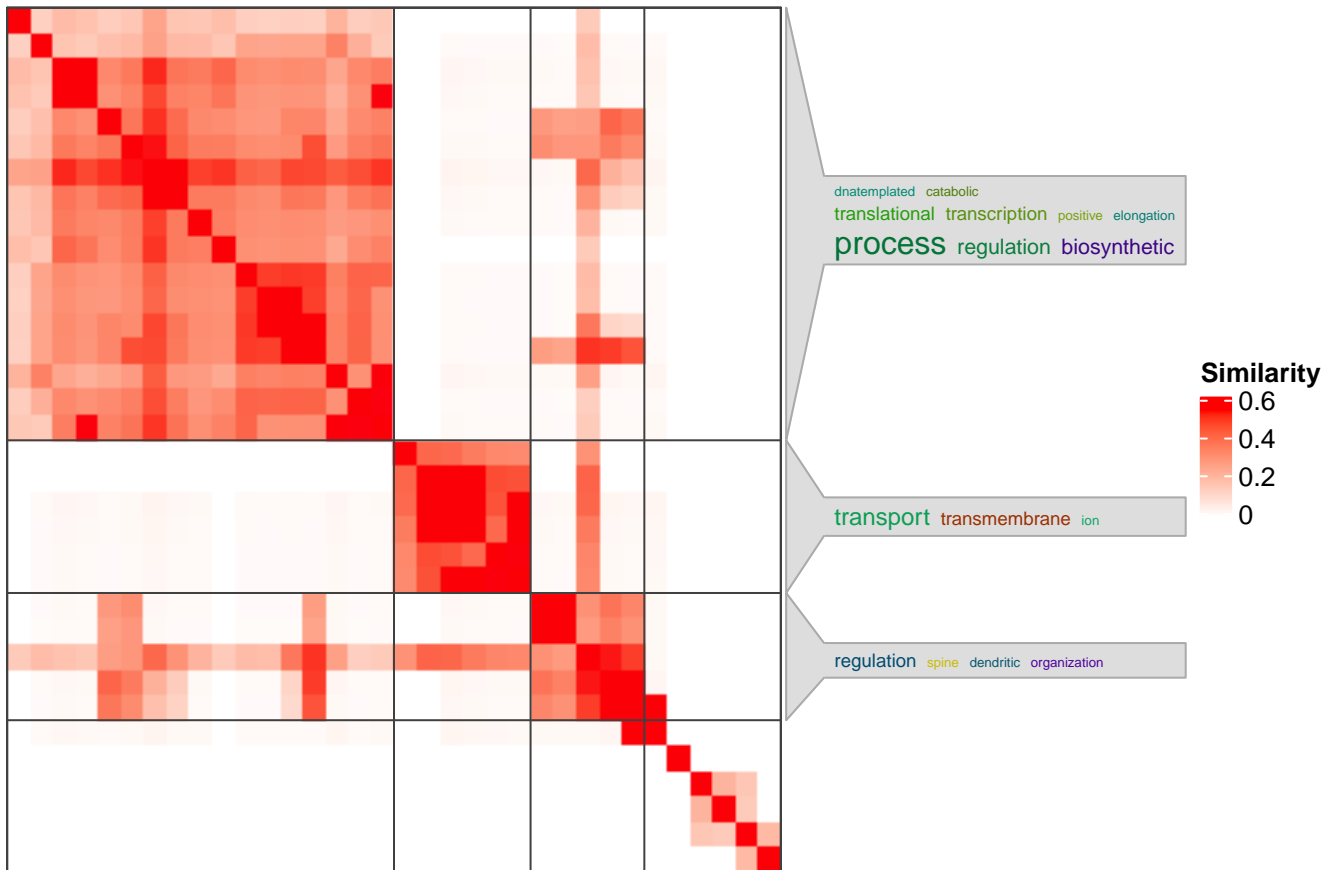 dnatemplated catabolic
translational transcription positive elongation
process regulation biosynthetic
Similarity
0.6
0.4
0.2
0
transport transmembrane ion
regulation spine dendritic organization